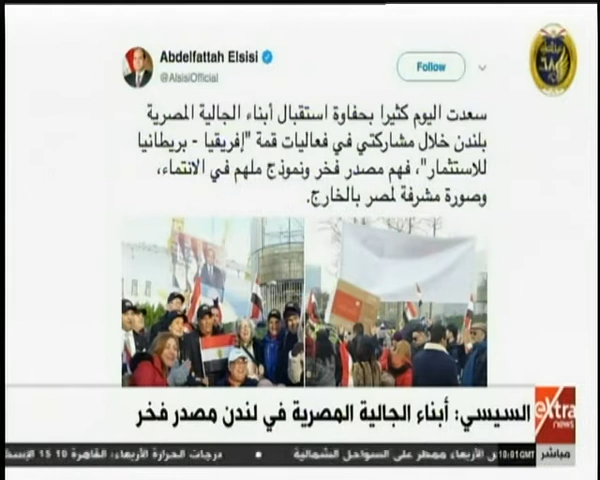 Abdelfattah Elsisi
@AlsisiOfficial
Follow
سعدت اليوم كثيرا بحفاوة استقبال أبناء الجالية المصرية
بلندن خلال مشاركتي في فعاليات قمة "إفريقيا - بريطانيا
للاستثمار"، فهم مصدر فخر ونموذج ملهم في الانتماء،
وصورة مشرفة لمصر بالخارج.
السيسي: أبناء الجالية المصرية في لندن مصدر فخر
eXtra
news
مباشر
10:01GMT
الأربعاء ممطر على السواحل الشمالية
درجات الحرارة الأربعاء: القاهرة 10 15